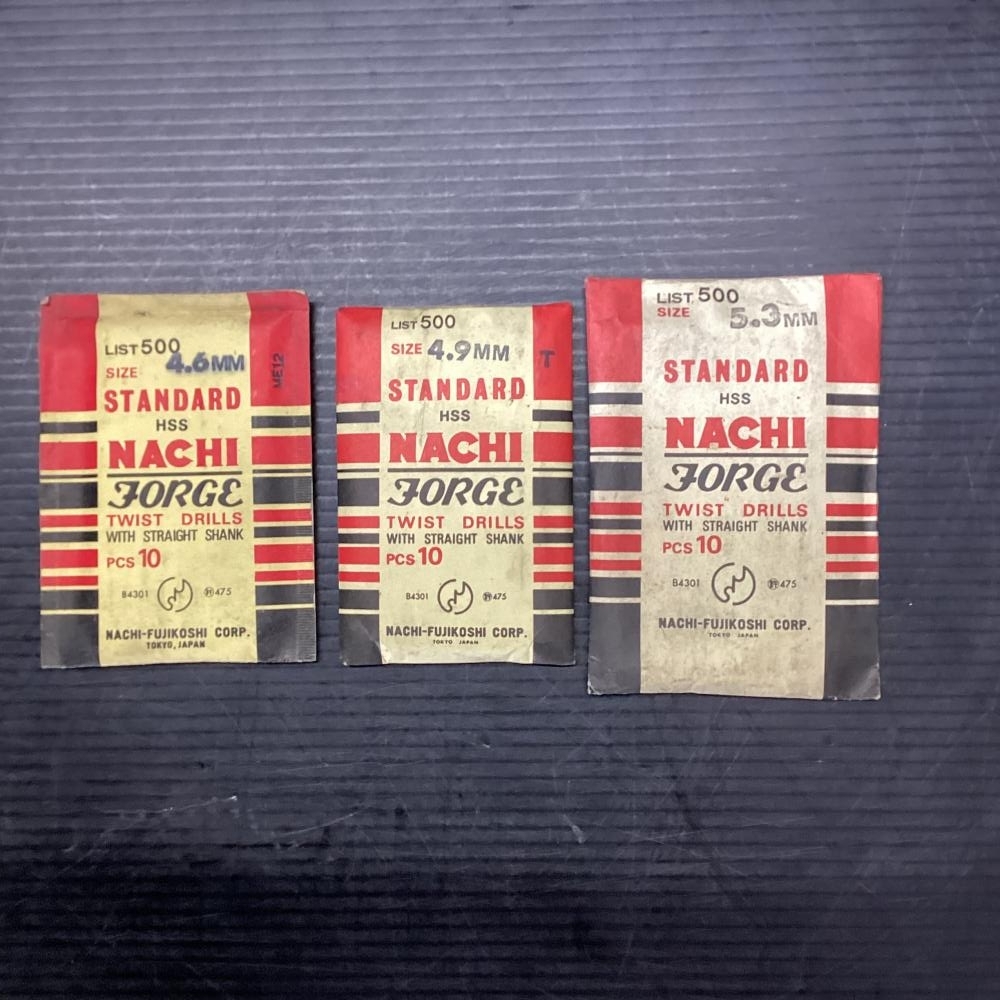 LIST 500
SIZE 4.6MM
ME12
STANDARD
HSS
NACHI
FORGE
TWIST DRILLS
WITH STRAIGHT SHANK
PCS 10
B4301 475
NACHI-FUJIKOSHI CORP.
TOKYO, JAPAN
LIST 500
SIZE 4.9MM T
STANDARD
HSS
NACHI
FORGE
TWIST DRILLS
WITH STRAIGHT SHANK
PCS 10
B4301 475
NACHI-FUJIKOSHI CORP.
TOKYO JAPAN
LIST 500
SIZE 5.3MM
STANDARD
HSS
NACHI
FORGE
TWIST DRILLS
WITH STRAIGHT SHANK
PCS 10
B4301 475
NACHI-FUJIKOSHI CORP.
TOKYO JAPAN